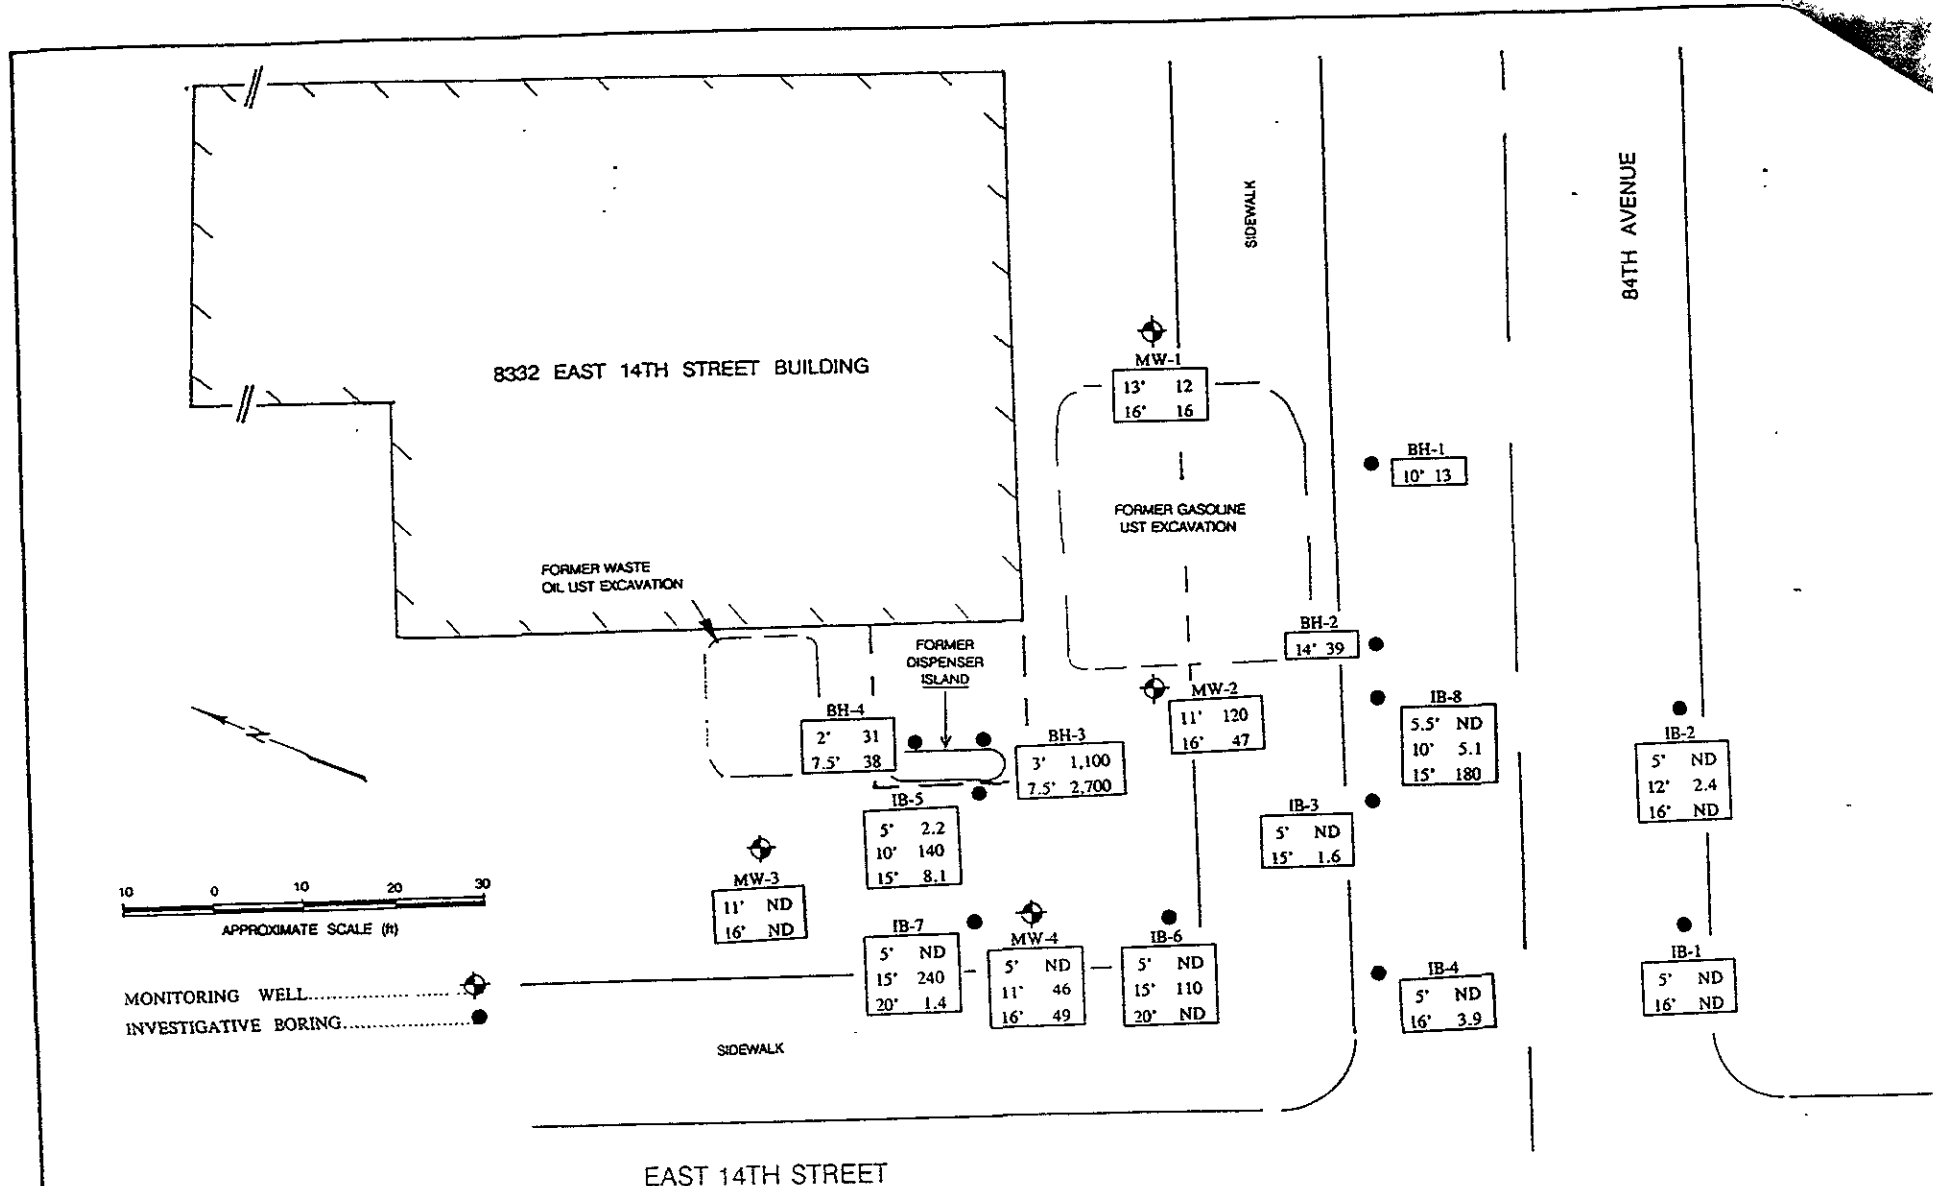 84TH AVENUE
SIDEWALK
8332 EAST 14TH STREET BUILDING
MW-1
13' 12
16' 16
BH-1
10' 13
FORMER GASOLINE
UST EXCAVATION
FORMER WASTE
OIL UST EXCAVATION
BH-2
14' 39
FORMER
DISPENSER
ISLAND
MW-2
11' 120
16' 47
IB-8
5.5' ND
10' 5.1
15' 180
BH-4
2' 31
7.5' 38
BH-3
3' 1,100
7.5' 2,700
IB-2
5' ND
12' 2.4
16' ND
N
IB-5
5' 2.2
10' 140
15' 8.1
IB-3
5' ND
15' 1.6
MW-3
11' ND
16' ND
10 0 10 20 30
APPROXIMATE SCALE (ft)
IB-7
5' ND
15' 240
20' 1.4
MW-4
5' ND
11' 46
16' 49
IB-6
5' ND
15' 110
20' ND
IB-4
5' ND
16' 3.9
IB-1
5' ND
16' ND
MONITORING WELL
INVESTIGATIVE BORING
SIDEWALK
EAST 14TH STREET